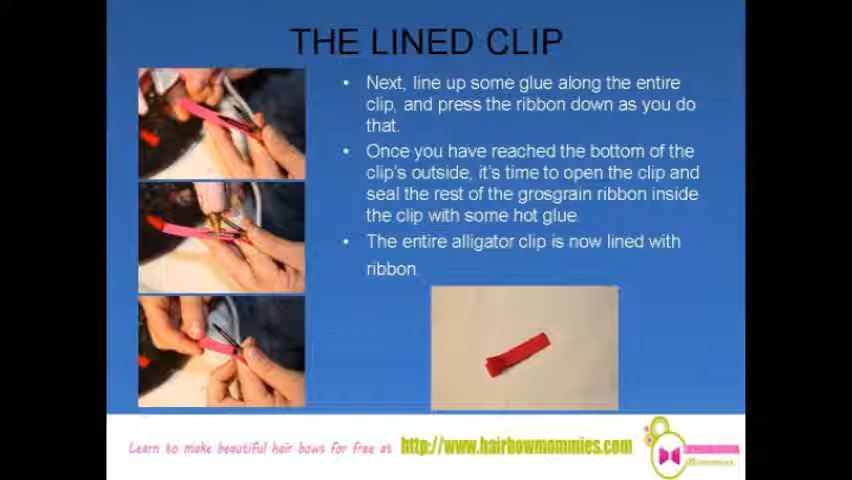 THE LINED CLIP
• Next, line up some glue along the entire
clip, and press the ribbon down as you do
that.
• Once you have reached the bottom of the
clip's outside, it's time to open the clip and
seal the rest of the grosgrain ribbon inside
the clip with some hot glue
• The entire alligator clip is now lined with
ribbon
Learn to make beautiful hair bows for free at http://www.hairbowmommies.com
Mommies